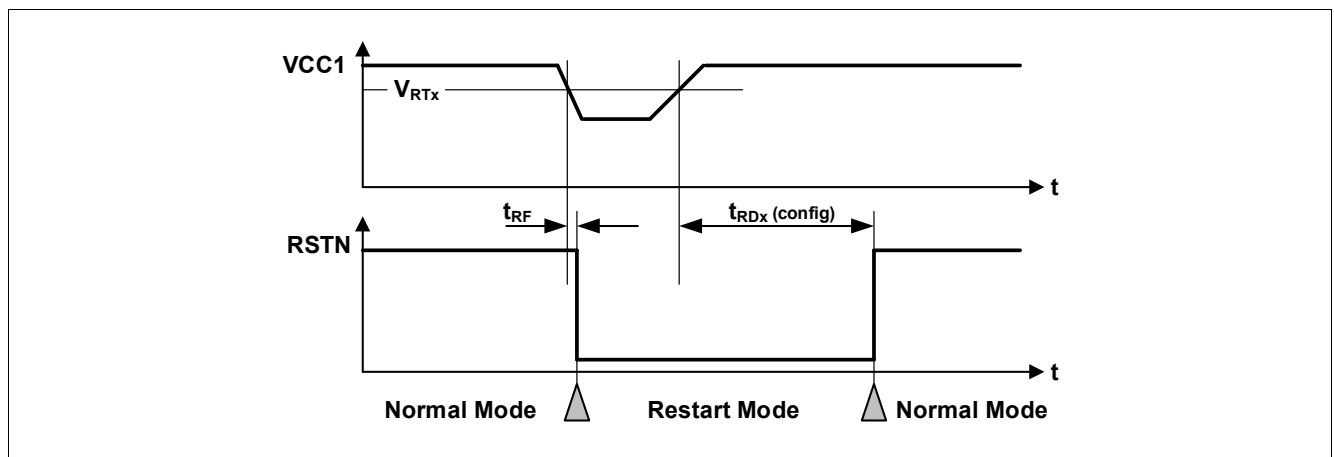 VCC1
VRTx
t
tRF
tRDx (config)
RSTN
t
Normal Mode
Restart Mode
Normal Mode